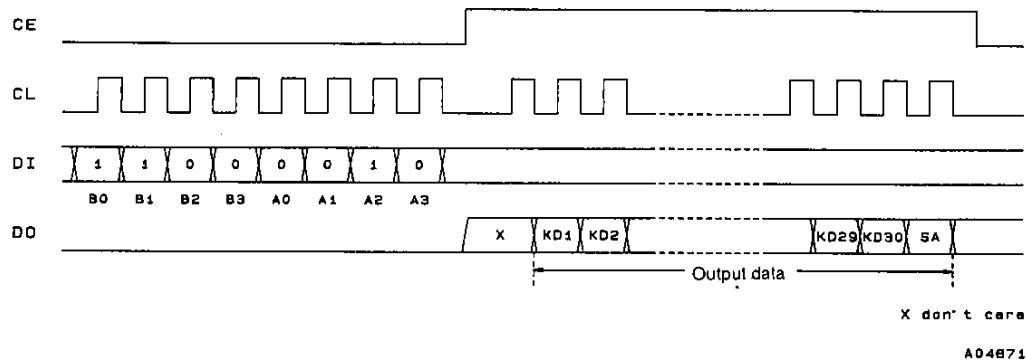 CE
CL
DI 1 1 0 0 0 0 1 0
B0 B1 B2 B3 A0 A1 A2 A3
DO X KD1 KD2 KD29 KD30 SA
Output data
X don't care
A04671